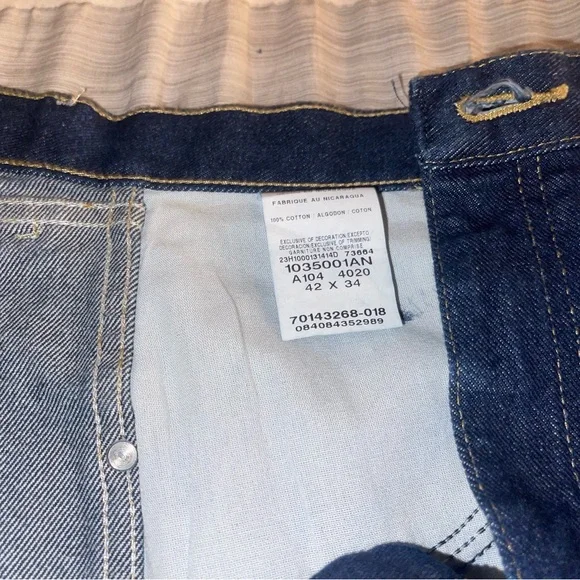 FABRIQUE AU NICARAGUA
100% COTTON / ALGODON / COTON
EXCLUSIVE OF DECORATION/EXCEPTO
DECORACION/EXCLUSIVE OF TRIMMING/
GARNITURE NON COMPRISE
23H1000131414D 73664
1035001AN
A104 4020
42 X 34
70143268-018
084084352989